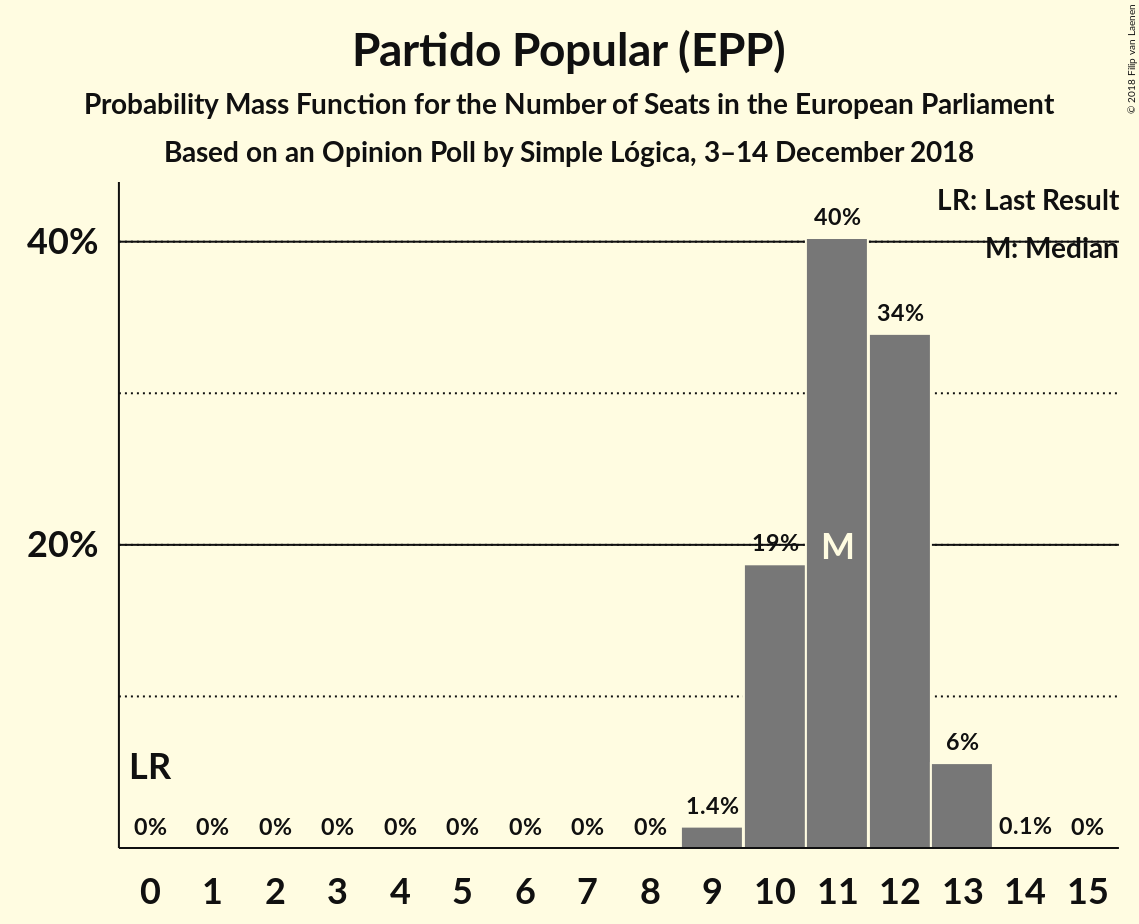 Partido Popular (EPP)
Probability Mass Function for the Number of Seats in the European Parliament
Based on an Opinion Poll by Simple Lógica, 3–14 December 2018
© 2018 Filip van Laenen
LR: Last Result
M: Median
40%
20%
40%
34%
19%
M
6%
1.4%
LR
0% 0% 0% 0% 0% 0% 0% 0% 0% 0.1% 0%
0 1 2 3 4 5 6 7 8 9 10 11 12 13 14 15